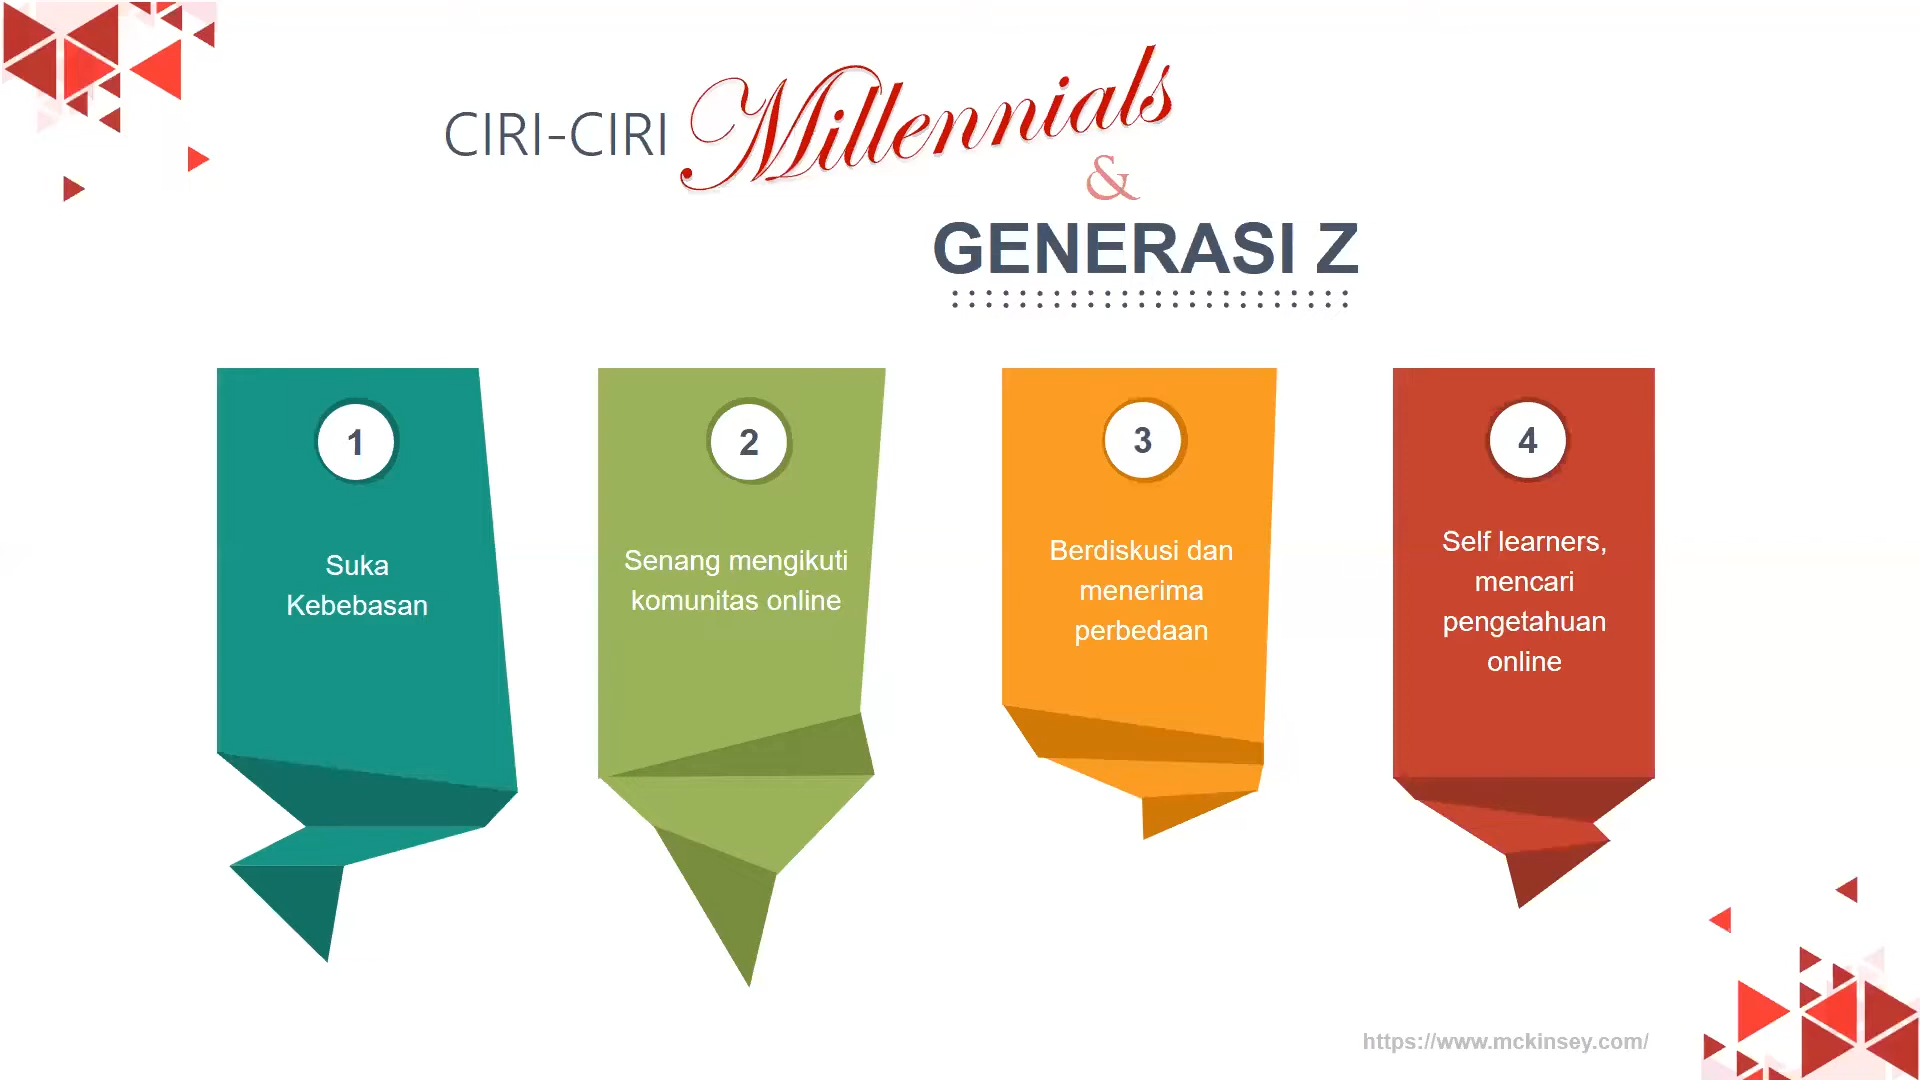 CIRI-CIRI Millennials
&
GENERASI Z
1
Suka
Kebebasan
2
Senang mengikuti
komunitas online
3
Berdiskusi dan
menerima
perbedaan
4
Self learners,
mencari
pengetahuan
online
https://www.mckinsey.com/